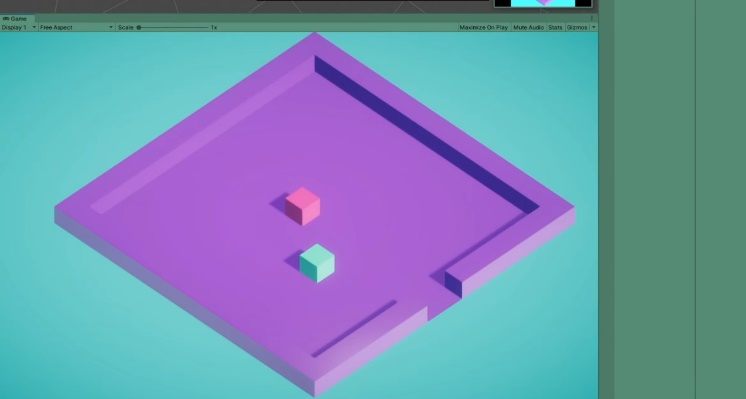 Game
Display 1 Free Aspect Scale 1x Maximize On Play Mute Audio Stats Gizmos